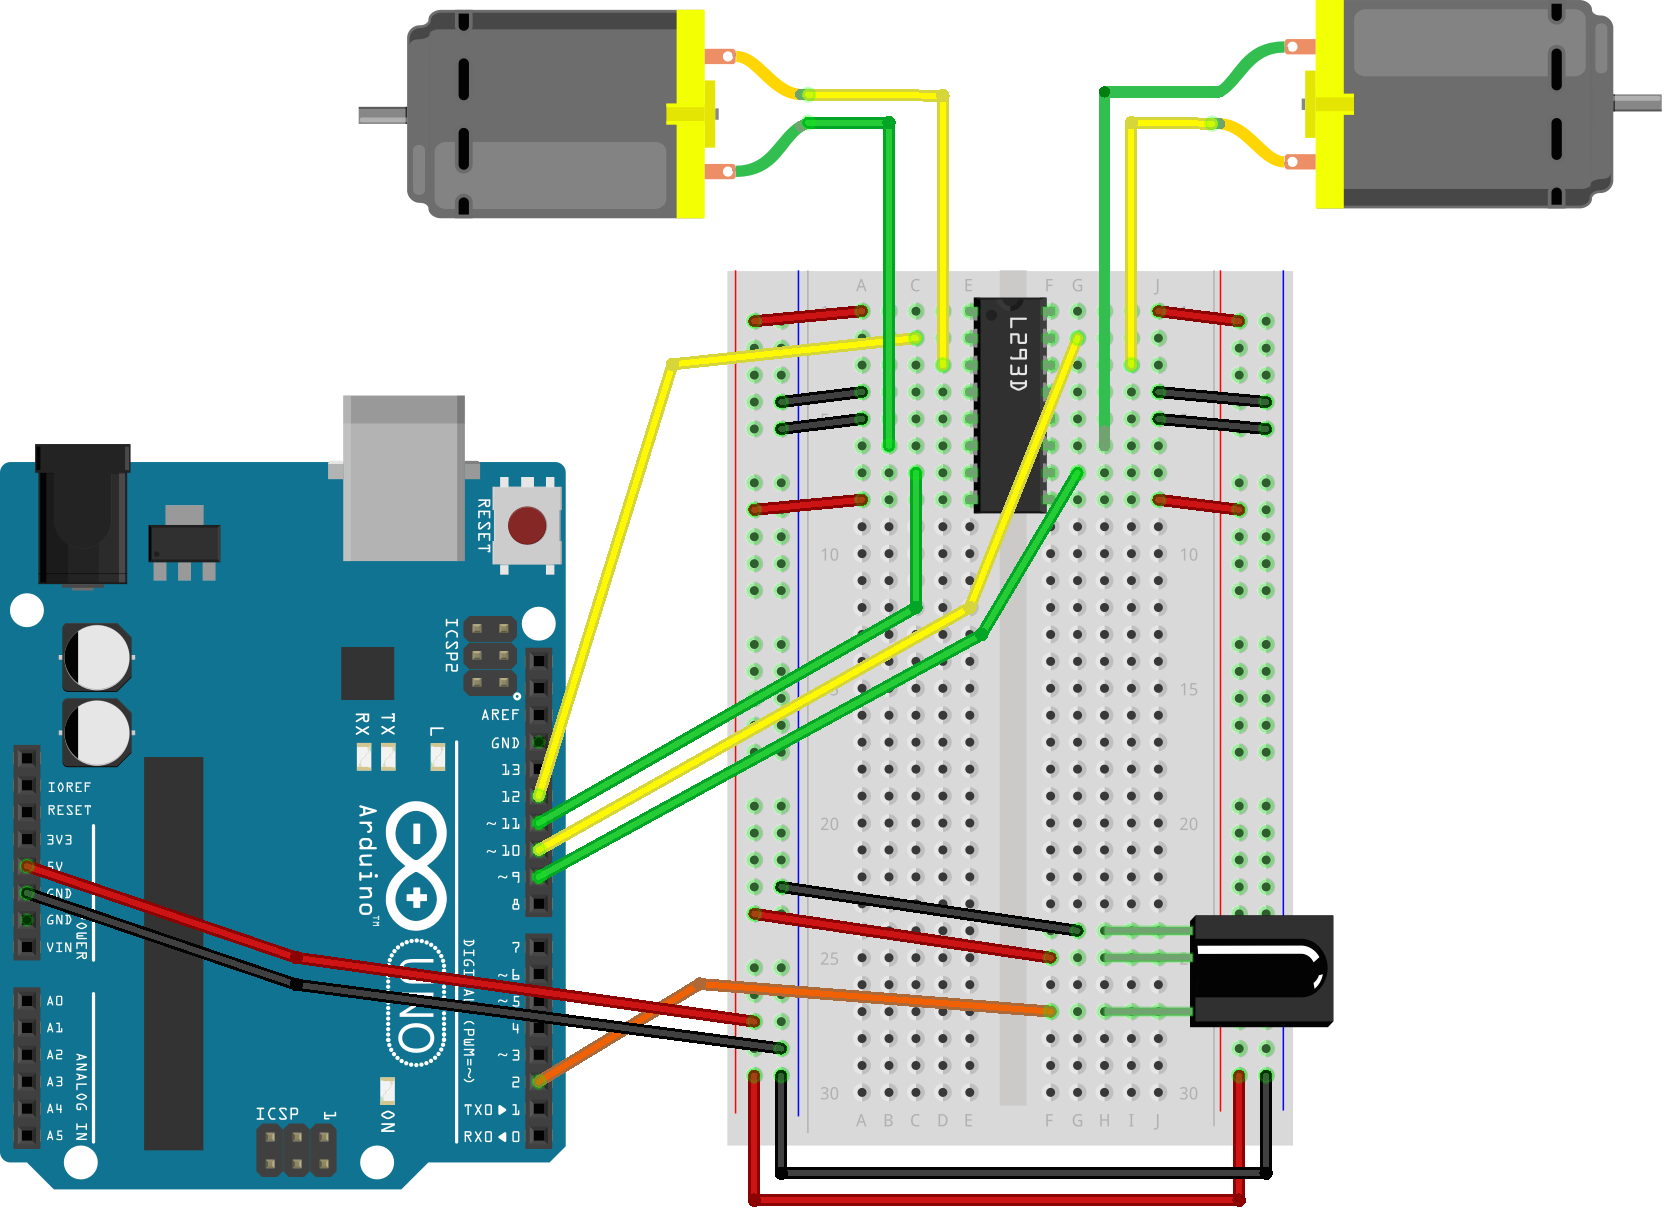 A C E F G J
L293D
10 10
RESET
ICSP2
15
AREF
GND
RX TX L
13
IOREF
12
RESET
~11
20 20
3V3
~10
5V
~9
GND
8
Arduino™
GND
VIN
POWER
7
~6
25
A0
~5
UNO
A1
4
A2
~3
A3
2
DIGITAL (PWM=~)
ANALOG IN
30 30
A4
TX0▶1
ICSP 1
ON
A5
RX0◀0
A B C D E F G H I J